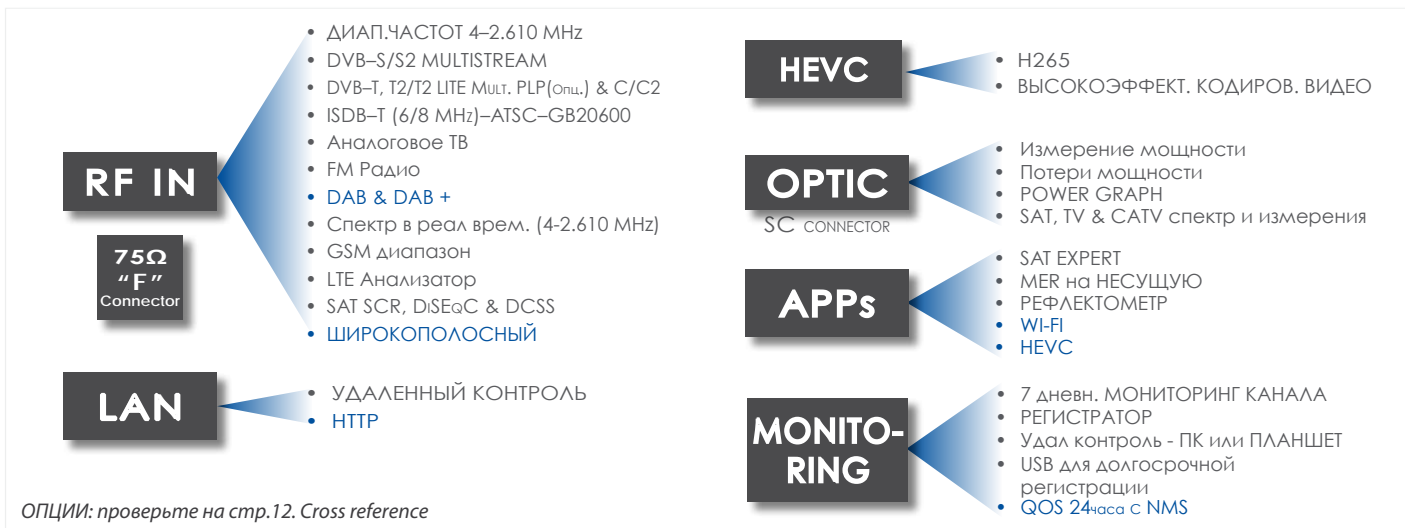 RF IN
75Ω
“F”
Connector
• ДИАП.ЧАСТОТ 4–2.610 MHz
• DVB–S/S2 MULTISTREAM
• DVB–T, T2/T2 LITE Mult. PLP(Опц.) & C/C2
• ISDB–T (6/8 MHz)–ATSC–GB20600
• Аналоговое ТВ
• FM Радио
• DAB & DAB +
• Спектр в реал врем. (4-2.610 MHz)
• GSM диапазон
• LTE Анализатор
• SAT SCR, DiSEqC & DCSS
• ШИРОКОПОЛОСНЫЙ
LAN
• УДАЛЕННЫЙ КОНТРОЛЬ
• HTTP
HEVC
• H265
• ВЫСОКОЭФФЕКТ. КОДИРОВ. ВИДЕО
OPTIC
SC CONNECTOR
• Измерение мощности
• Потери мощности
• POWER GRAPH
• SAT, TV & CATV спектр и измерения
APPs
• SAT EXPERT
• MER на НЕСУЩУЮ
• РЕФЛЕКТОМЕТР
• WI-FI
• HEVC
MONITO-
RING
• 7 дневн. МОНИТОРИНГ КАНАЛА
• РЕГИСТРАТОР
• Удал контроль - ПК или ПЛАНШЕТ
• USB для долгосрочной
регистрации
• QOS 24часа с NMS
ОПЦИИ: проверьте на стр.12. Cross reference